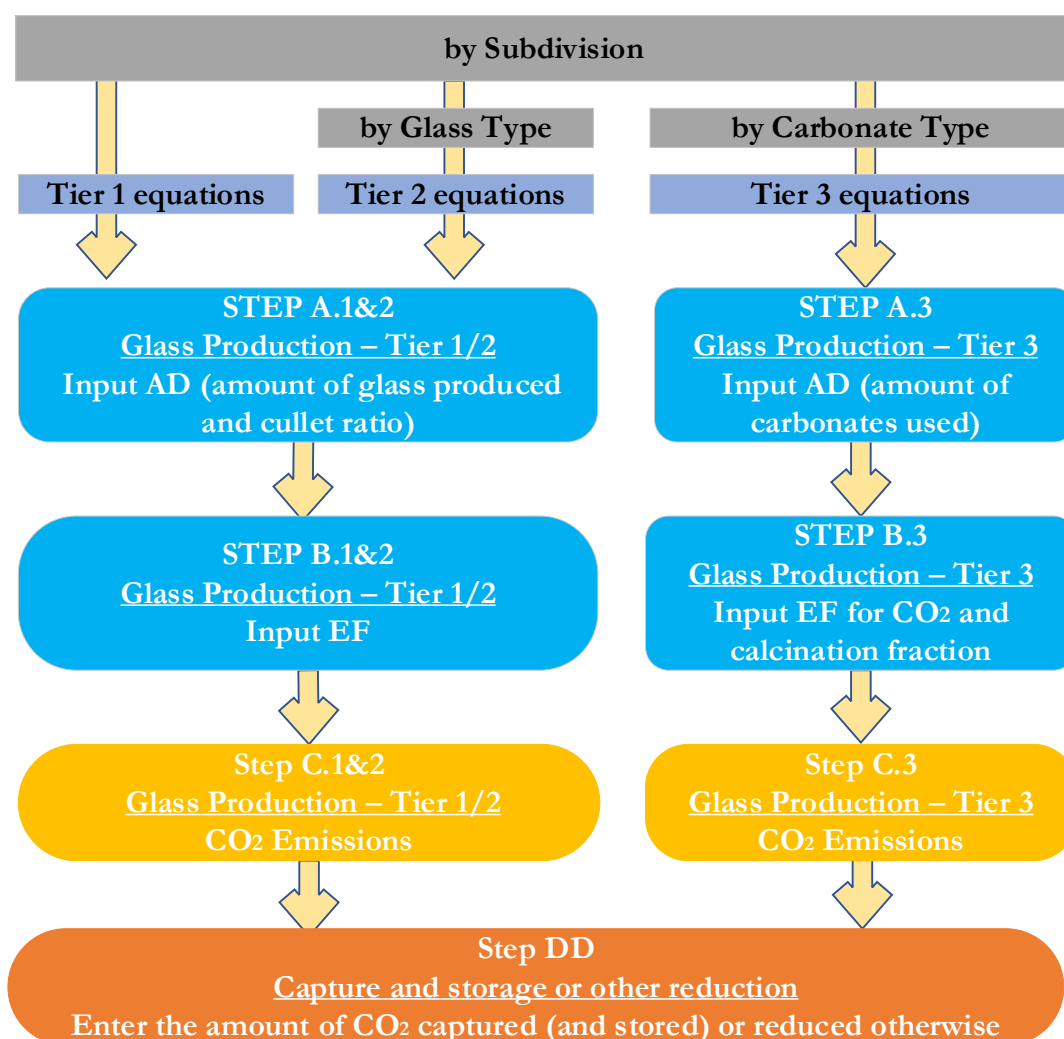 by Subdivision
by Glass Type
by Carbonate Type
Tier 1 equations
Tier 2 equations
Tier 3 equations
STEP A.1&2
Glass Production – Tier 1/2
Input AD (amount of glass produced
and cullet ratio)
STEP A.3
Glass Production – Tier 3
Input AD (amount of
carbonates used)
STEP B.1&2
Glass Production – Tier 1/2
Input EF
STEP B.3
Glass Production – Tier 3
Input EF for CO2 and
calcination fraction
Step C.1&2
Glass Production – Tier 1/2
CO2 Emissions
Step C.3
Glass Production – Tier 3
CO2 Emissions
Step DD
Capture and storage or other reduction
Enter the amount of CO2 captured (and stored) or reduced otherwise